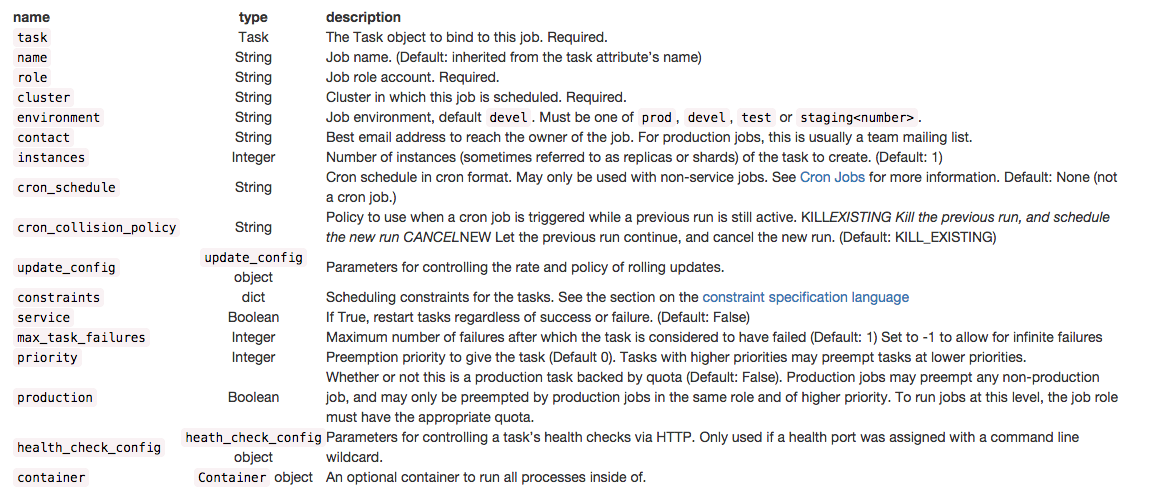 name type description
task Task The Task object to bind to this job. Required.
name String Job name. (Default: inherited from the task attribute's name)
role String Job role account. Required.
cluster String Cluster in which this job is scheduled. Required.
environment String Job environment, default devel. Must be one of prod, devel, test or staging<number>.
contact String Best email address to reach the owner of the job. For production jobs, this is usually a team mailing list.
instances Integer Number of instances (sometimes referred to as replicas or shards) of the task to create. (Default: 1)
cron_schedule String Cron schedule in cron format. May only be used with non-service jobs. See Cron Jobs for more information. Default: None (not
a cron job.)
cron_collision_policy String Policy to use when a cron job is triggered while a previous run is still active. KILLEXISTING Kill the previous run, and schedule
the new run CANCELNEW Let the previous run continue, and cancel the new run. (Default: KILL_EXISTING)
update_config update_config
object Parameters for controlling the rate and policy of rolling updates.
constraints dict Scheduling constraints for the tasks. See the section on the constraint specification language
service Boolean If True, restart tasks regardless of success or failure. (Default: False)
max_task_failures Integer Maximum number of failures after which the task is considered to have failed (Default: 1) Set to -1 to allow for infinite failures
priority Integer Preemption priority to give the task (Default 0). Tasks with higher priorities may preempt tasks at lower priorities.
production Boolean Whether or not this is a production task backed by quota (Default: False). Production jobs may preempt any non-production
job, and may only be preempted by production jobs in the same role and of higher priority. To run jobs at this level, the job role
must have the appropriate quota.
health_check_config heath_check_config
object Parameters for controlling a task's health checks via HTTP. Only used if a health port was assigned with a command line
wildcard.
container Container object An optional container to run all processes inside of.